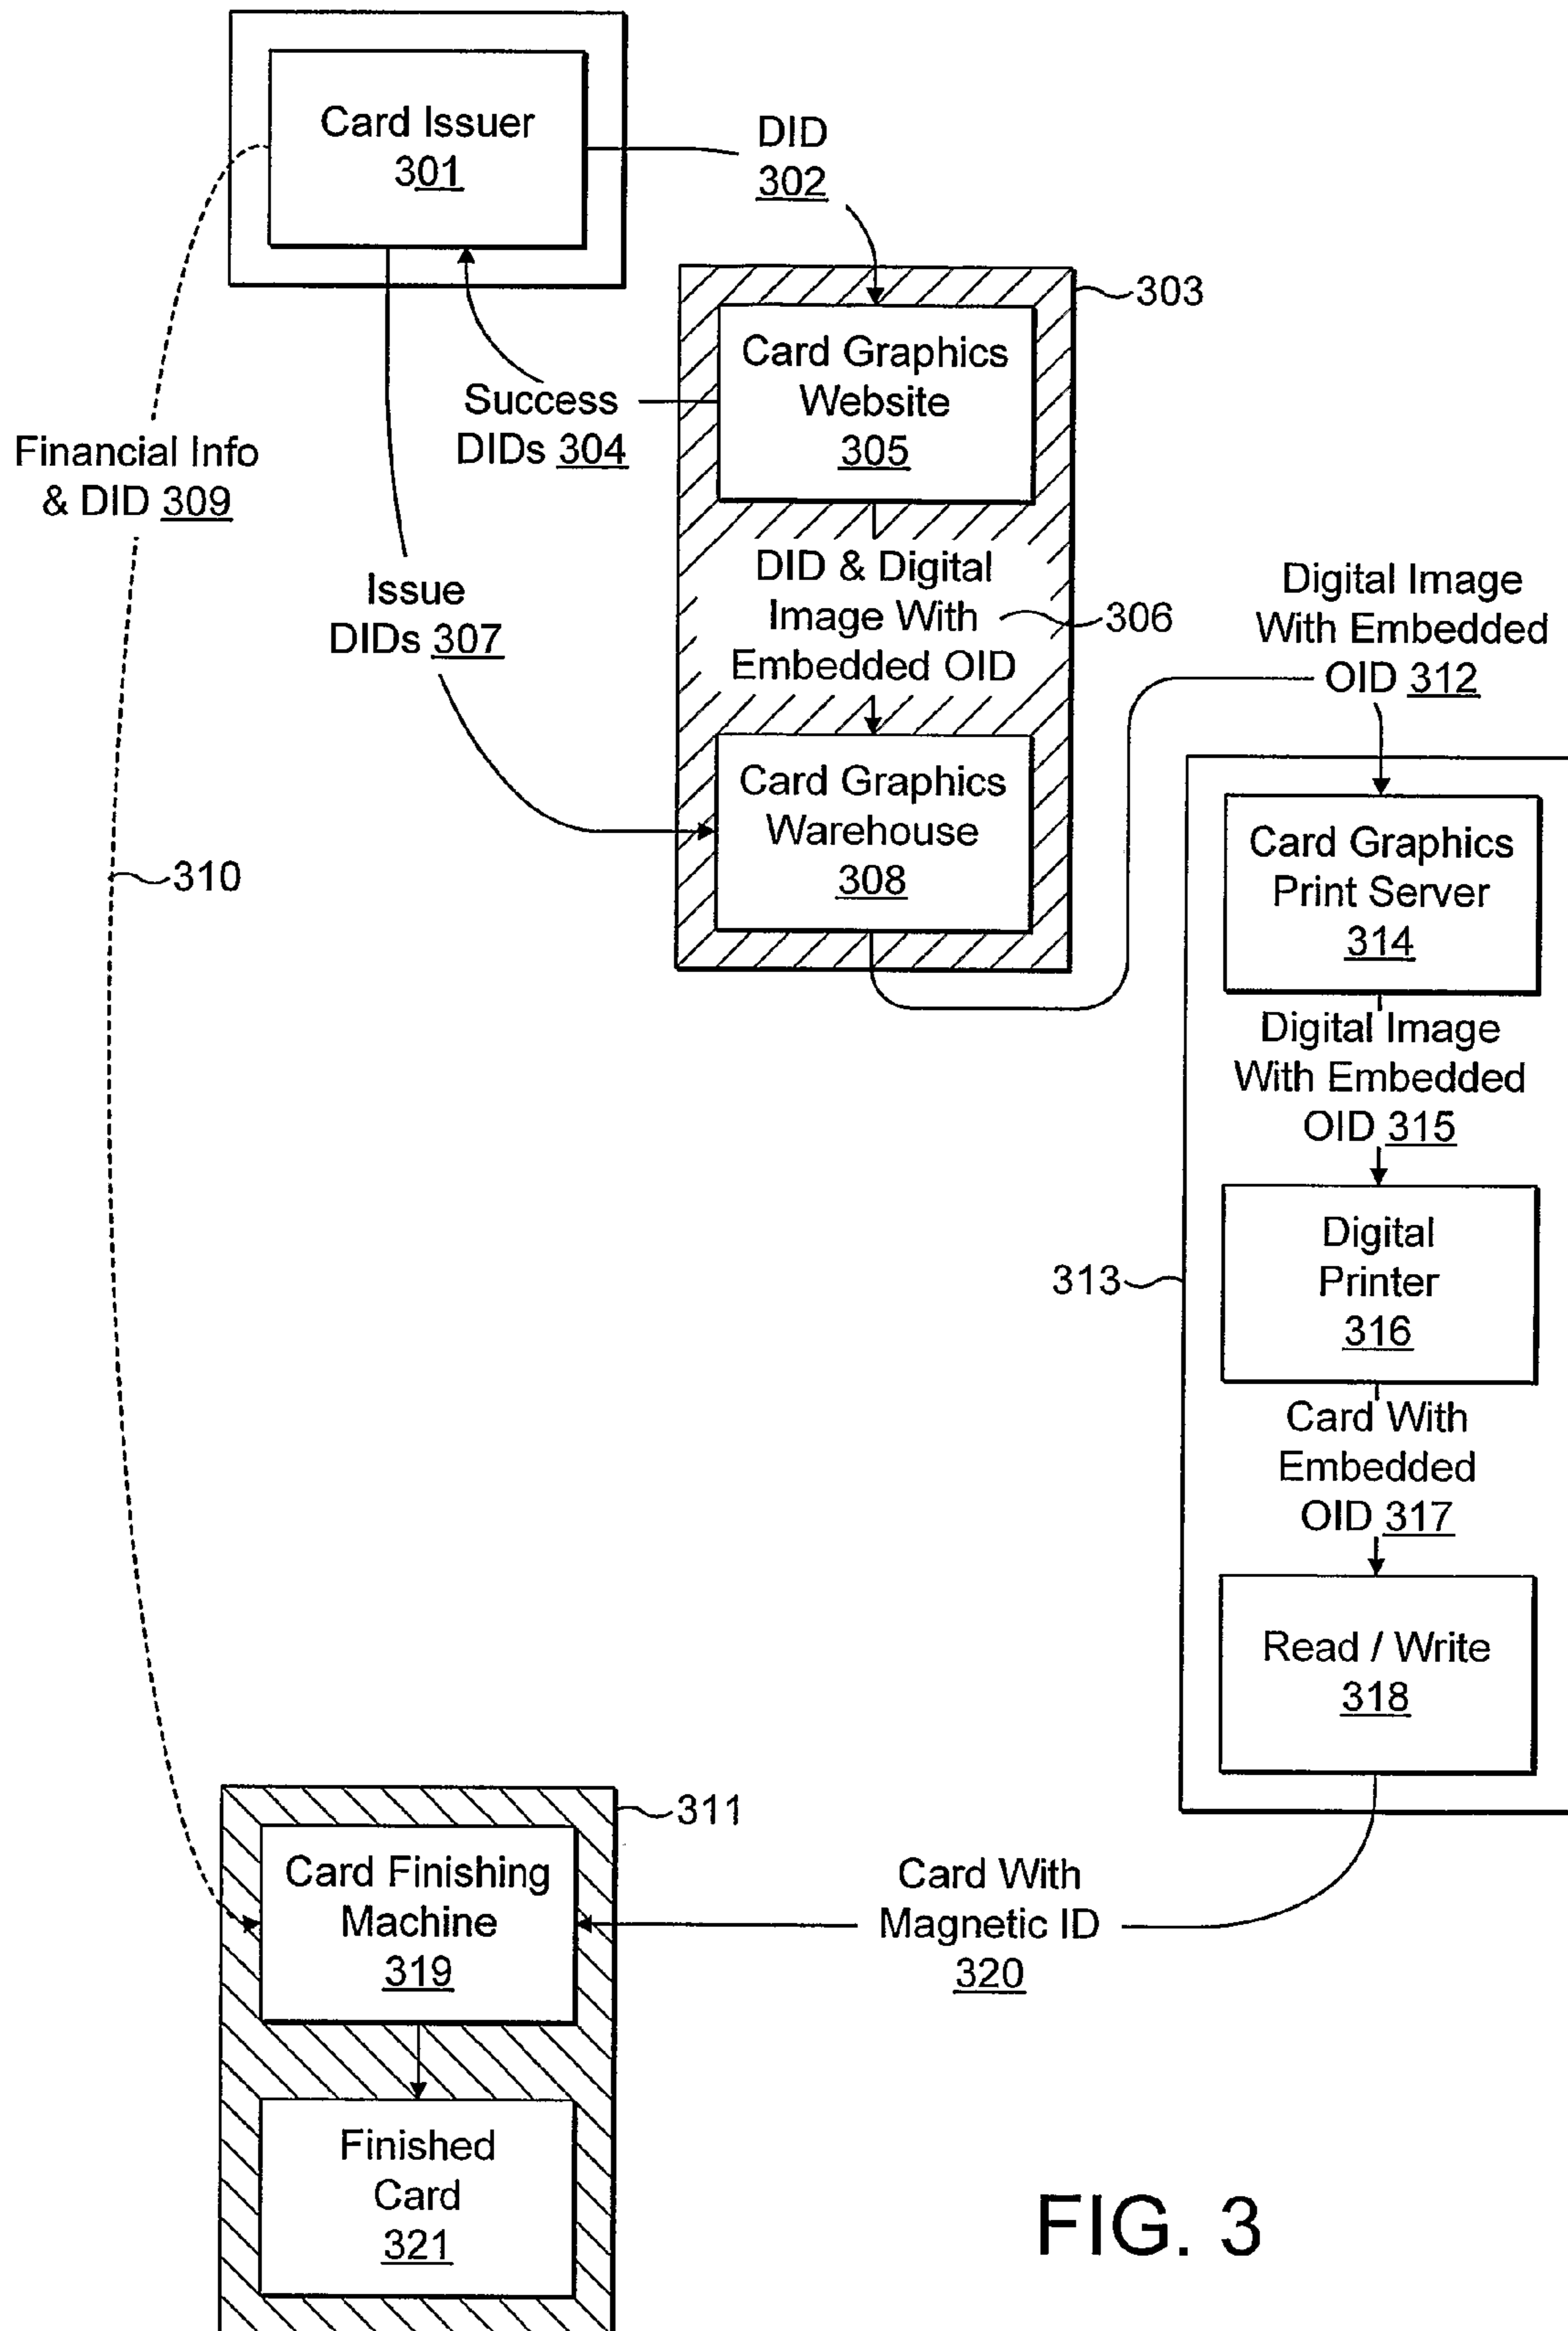 Card Issuer
301
DID
302
303
Card Graphics
Website
305
Success
DIDs 304
Financial Info
& DID 309
Issue
DIDs 307
DID & Digital
Image With
Embedded OID
306
Digital Image
With Embedded
OID 312
Card Graphics
Warehouse
308
310
Card Graphics
Print Server
314
Digital Image
With Embedded
OID 315
313
Digital
Printer
316
Card With
Embedded
OID 317
Read / Write
318
311
Card Finishing
Machine
319
Card With
Magnetic ID
320
Finished
Card
321
FIG. 3